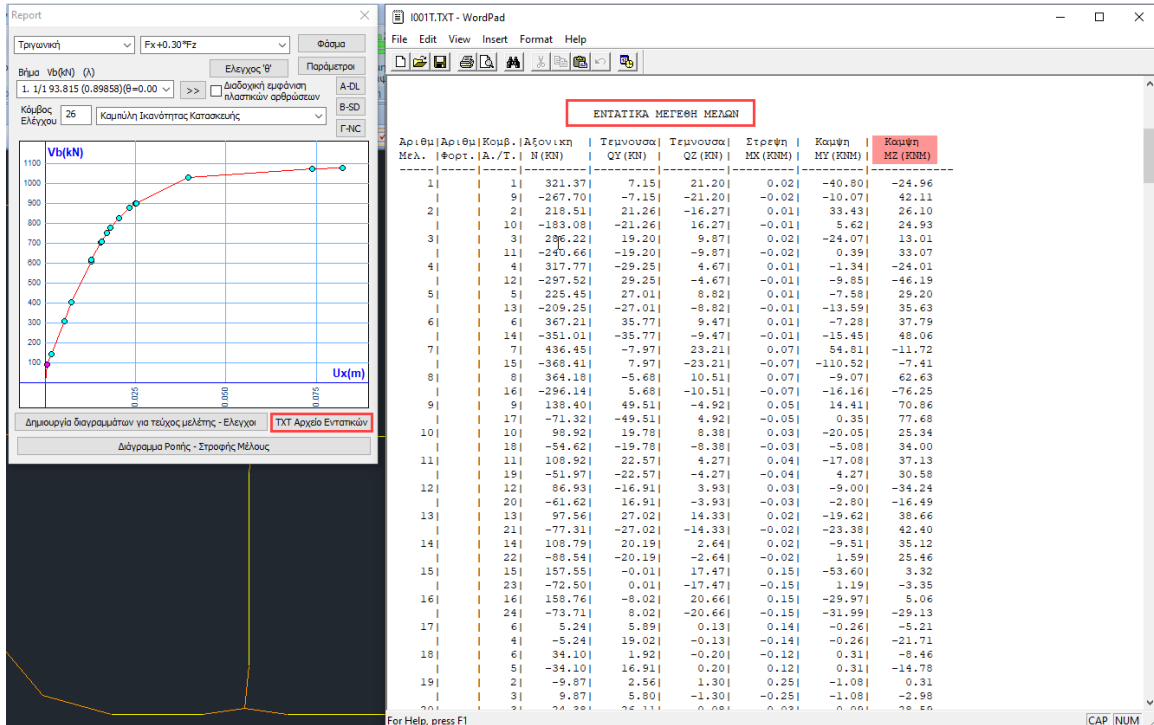 Report
Τριγωνική
Fx+0.30*Fz
Φάσμα
Έλεγχος 'θ'
Παράμετροι
Βήμα Vb(kN) (λ)
1. 1/1 93.815 (0.89858)(θ=0.00
>>
Διαδοχική εμφάνιση
πλαστικών αρθρώσεων
A-DL
B-SD
Γ-NC
Κόμβος
Ελέγχου
26
Καμπύλη Ικανότητας Κατασκευής
Vb(kN)
1100
1000
900
800
700
600
500
400
300
200
100
Ux(m)
0.025
0.050
0.075
Δημιουργία διαγραμμάτων για τεύχος μελέτης - Ελεγχοι
TXT Αρχείο Εντατικών
Διάγραμμα Ροπής - Στροφής Μέλους
I001T.TXT - WordPad
File Edit View Insert Format Help
ΕΝΤΑΤΙΚΑ ΜΕΓΕΘΗ ΜΕΛΩΝ
Αριθμ|Αριθμ|Κομβ.|Αξονικη | Τεμνουσα| Τεμνουσα| Στρεψη | Καμψη | Καμψη
Μελ. |Φορτ.|Α./Τ.| N(KN) | QY(KN) | QZ(KN) | MX(KNM) | MY(KNM) | MZ(KNM)
1| | 1| 321.37| 7.15| 21.20| 0.02| -40.80| -24.96
| | 9| -267.70| -7.15| -21.20| -0.02| -10.07| 42.11
2| | 2| 218.51| 21.26| -16.27| 0.01| 33.43| 26.10
| | 10| -183.08| -21.26| 16.27| -0.01| 5.62| 24.93
3| | 3| 286.22| 19.20| 9.87| 0.02| -24.07| 13.01
| | 11| -240.66| -19.20| -9.87| -0.02| 0.39| 33.07
4| | 4| 317.77| -29.25| 4.67| 0.01| -1.34| -24.01
| | 12| -297.52| 29.25| -4.67| -0.01| -9.85| -46.19
5| | 5| 225.45| 27.01| 8.82| 0.01| -7.58| 29.20
| | 13| -209.25| -27.01| -8.82| -0.01| -13.59| 35.63
6| | 6| 367.21| 35.77| 9.47| 0.01| -7.28| 37.79
| | 14| -351.01| -35.77| -9.47| -0.01| -15.45| 48.06
7| | 7| 436.45| -7.97| 23.21| 0.07| 54.81| -11.72
| | 15| -368.41| 7.97| -23.21| -0.07| -110.52| -7.41
8| | 8| 364.18| -5.68| 10.51| 0.07| -9.07| 62.63
| | 16| -296.14| 5.68| -10.51| -0.07| -16.16| -76.25
9| | 9| 138.40| 49.51| -4.92| 0.05| 14.41| 70.86
| | 17| -71.32| -49.51| 4.92| -0.05| 0.35| 77.68
10| | 10| 98.92| 19.78| 8.38| 0.03| -20.05| 25.34
| | 18| -54.62| -19.78| -8.38| -0.03| -5.08| 34.00
11| | 11| 108.92| 22.57| 4.27| 0.04| -17.08| 37.13
| | 19| -51.97| -22.57| -4.27| -0.04| 4.27| 30.58
12| | 12| 86.93| -16.91| 3.93| 0.03| -9.00| -34.24
| | 20| -61.62| 16.91| -3.93| -0.03| -2.80| -16.49
13| | 13| 97.56| 27.02| 14.33| 0.02| -19.62| 38.66
| | 21| -77.31| -27.02| -14.33| -0.02| -23.38| 42.40
14| | 14| 108.79| 20.19| 2.64| 0.02| -9.51| 35.12
| | 22| -88.54| -20.19| -2.64| -0.02| 1.59| 25.46
15| | 15| 157.55| -0.01| 17.47| 0.15| -53.60| 3.32
| | 23| -72.50| 0.01| -17.47| -0.15| 1.19| -3.35
16| | 16| 158.76| -8.02| 20.66| 0.15| -29.97| 5.06
| | 24| -73.71| 8.02| -20.66| -0.15| -31.99| -29.13
17| | 6| 5.24| 5.89| 0.13| 0.14| -0.26| -5.21
| | 4| -5.24| 19.02| -0.13| -0.14| -0.26| -21.71
18| | 6| 34.10| 1.92| -0.20| -0.12| 0.31| -8.46
| | 5| -34.10| 16.91| 0.20| 0.12| 0.31| -14.78
19| | 2| -9.87| 2.56| 1.30| 0.25| -1.08| 0.31
| | 3| 9.87| 5.80| -1.30| -0.25| -1.08| -2.98
For Help, press F1
CAP NUM